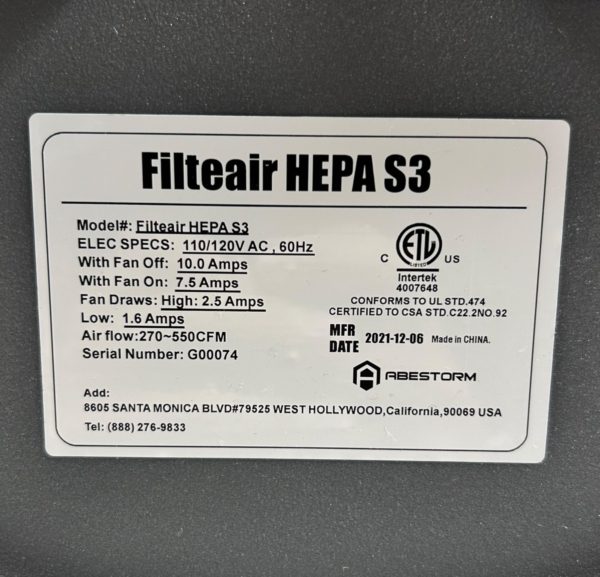 Filteair HEPA S3
Model#: Filteair HEPA S3
ELEC SPECS: 110/120V AC , 60Hz
With Fan Off: 10.0 Amps
With Fan On: 7.5 Amps
Fan Draws: High: 2.5 Amps
Low: 1.6 Amps
Air flow:270~550CFM
Serial Number: G00074
C ETL US
LISTED
Intertek
4007648
CONFORMS TO UL STD.474
CERTIFIED TO CSA STD.C22.2NO.92
MFR DATE 2021-12-06 Made in CHINA.
ABESTORM
Add:
8605 SANTA MONICA BLVD#79525 WEST HOLLYWOOD,California,90069 USA
Tel: (888) 276-9833